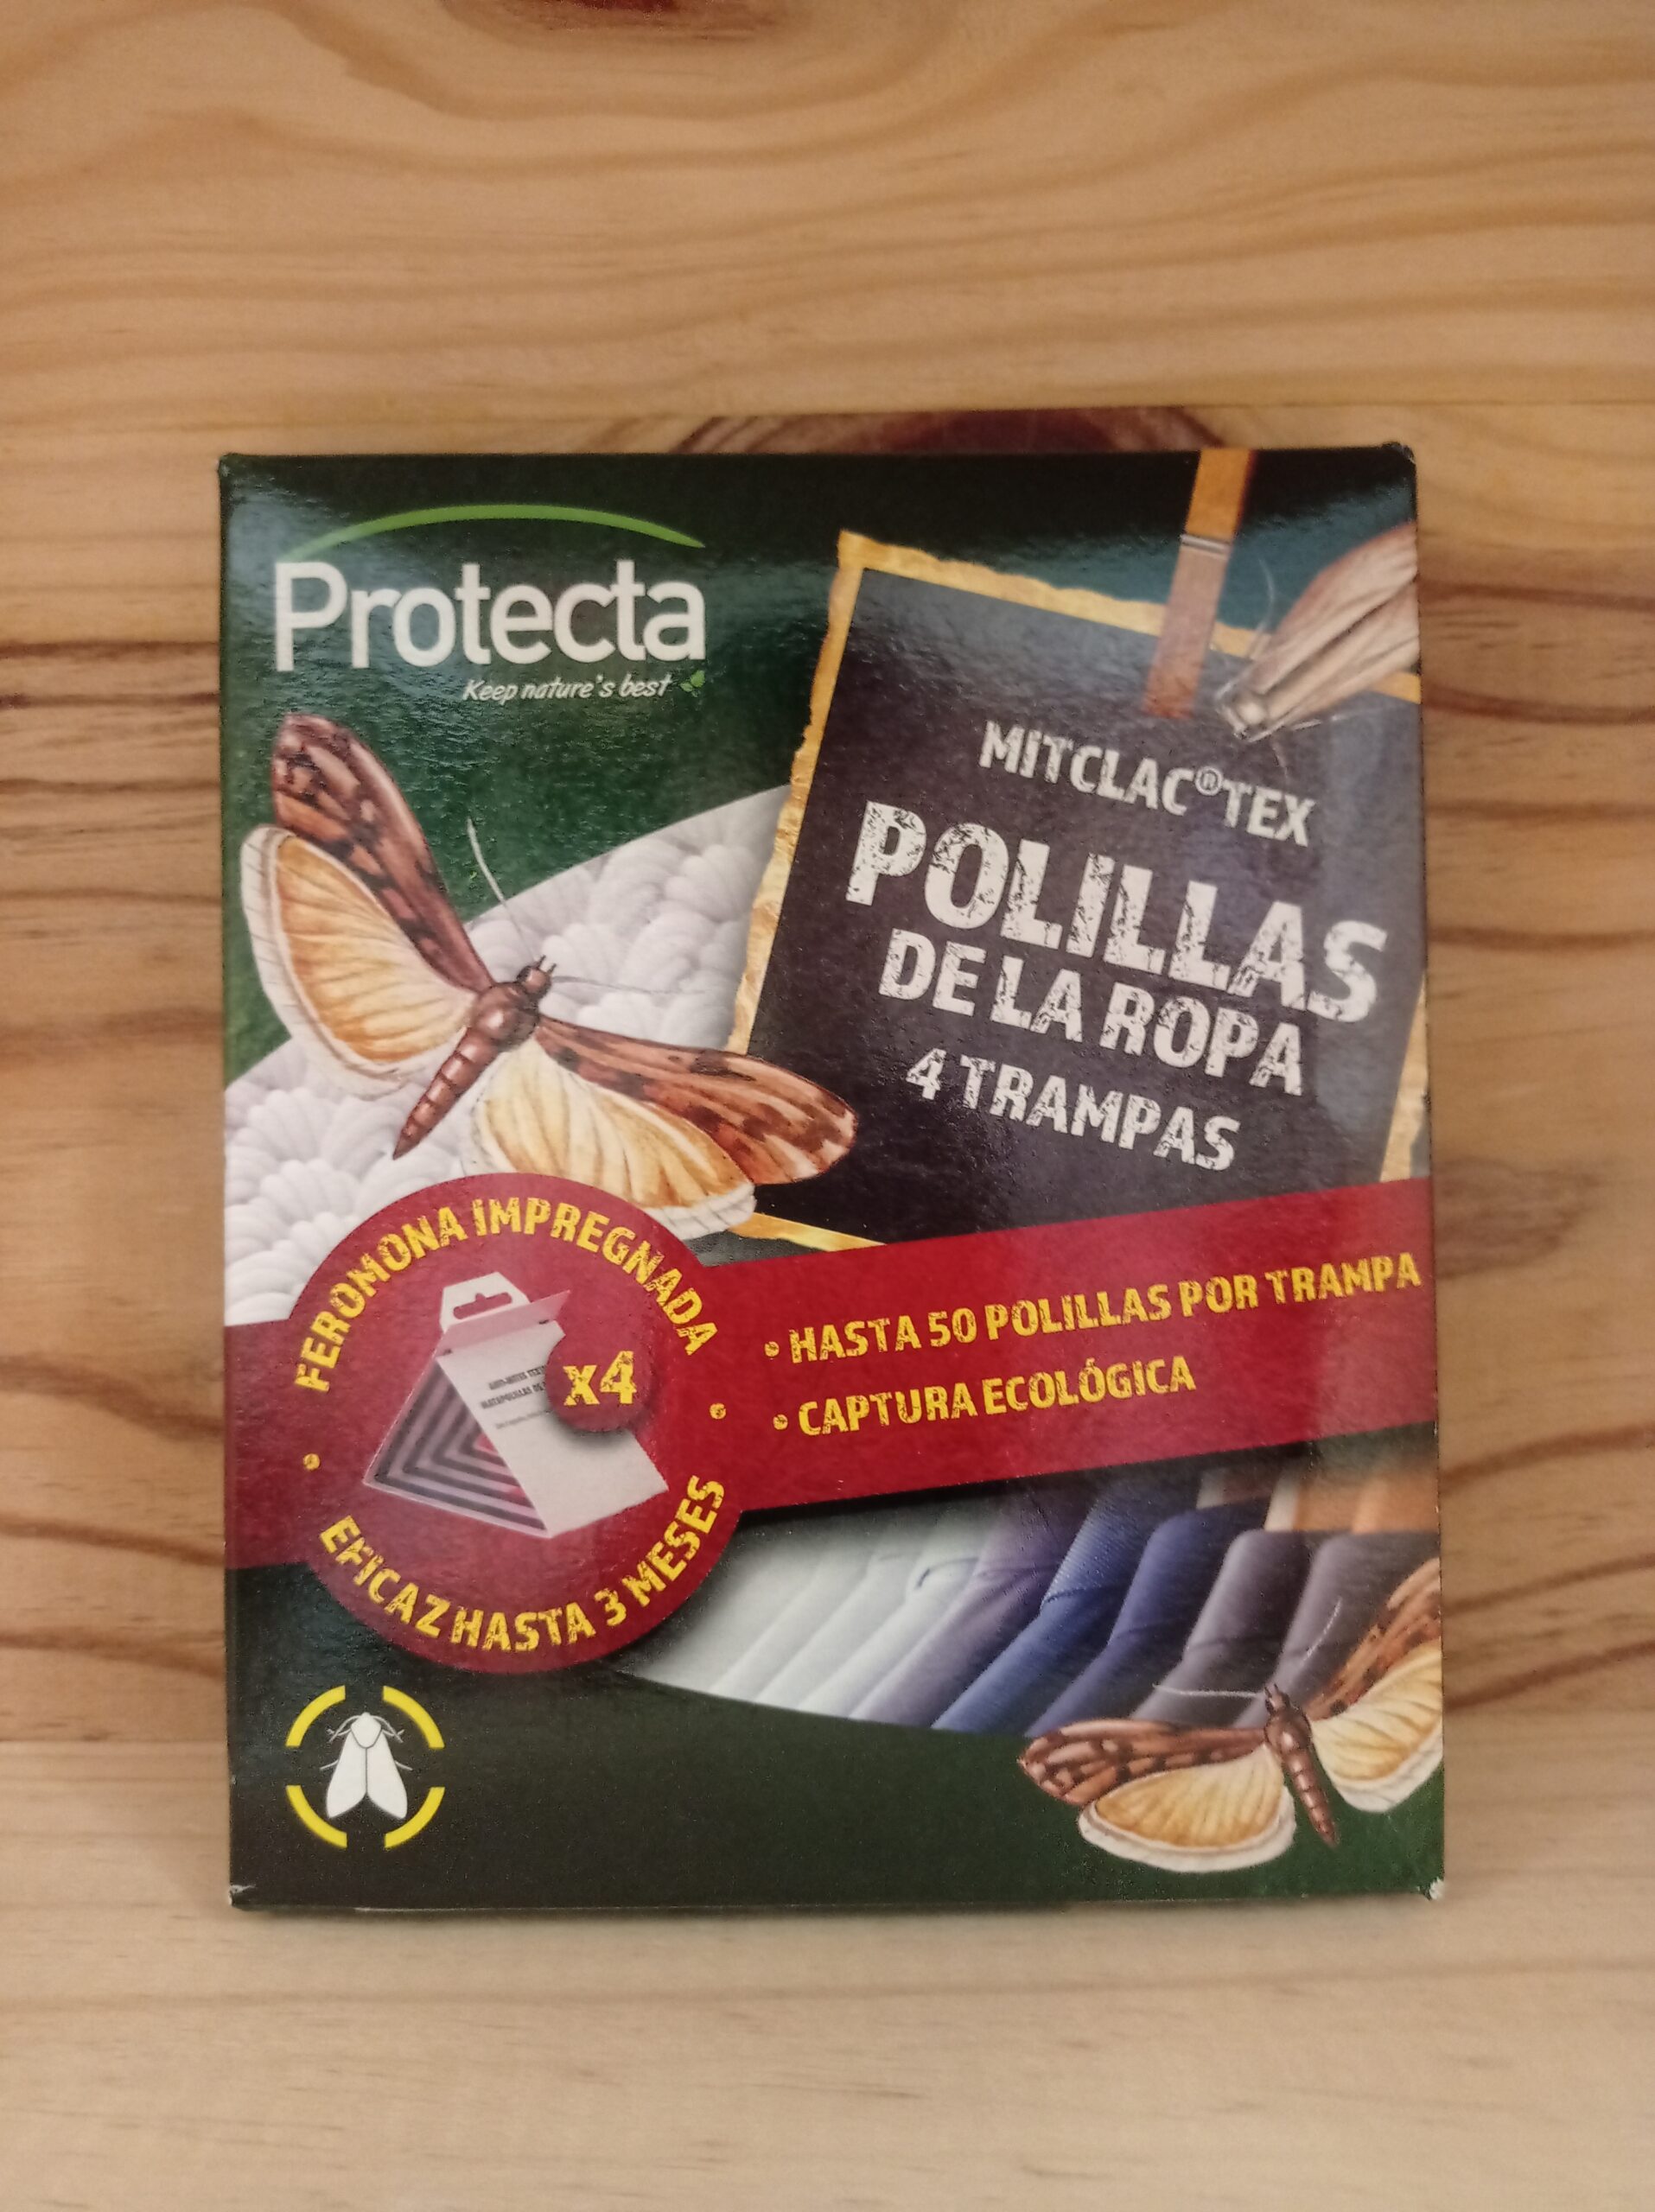 Protecta
Keep nature's best
MITCLAC®TEX
POLILLAS
DE LA ROPA
4 TRAMPAS
FEROMONA IMPREGNADA
x4
EFICAZ HASTA 3 MESES
• HASTA 50 POLILLAS POR TRAMPA
• CAPTURA ECOLÓGICA